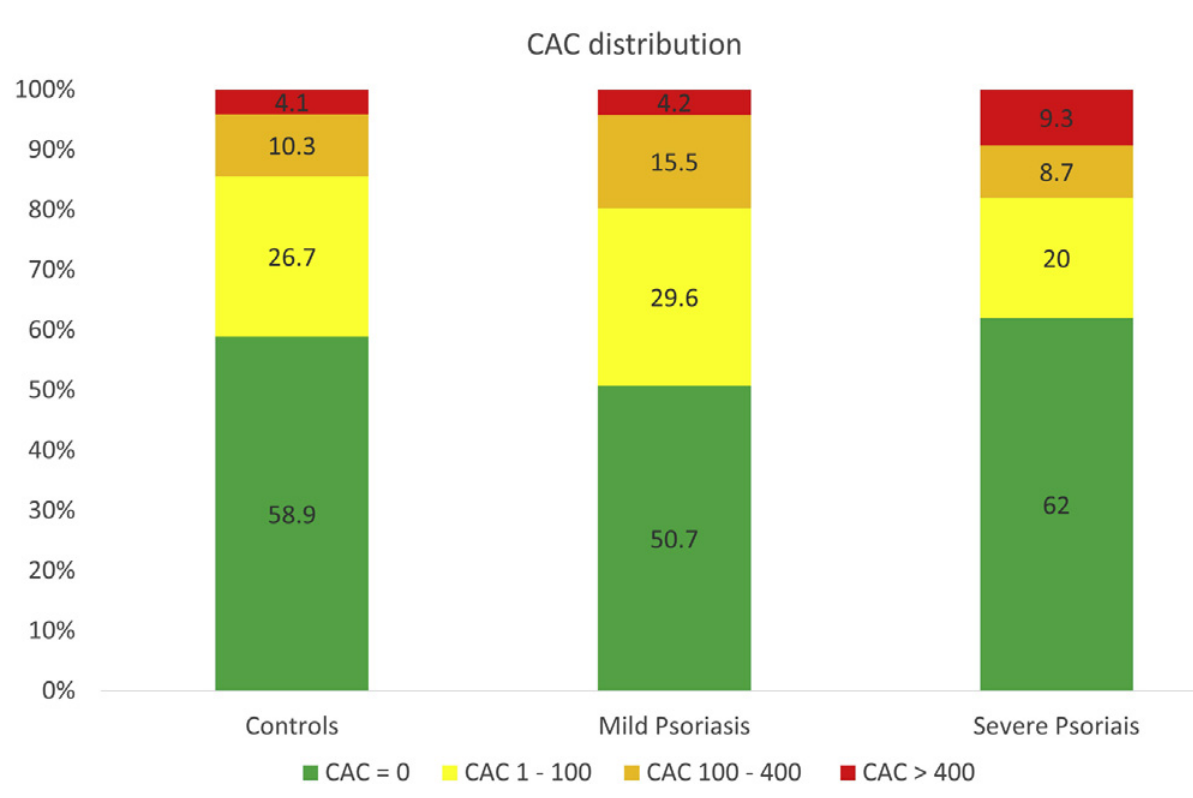 CAC distribution
100%
90%
80%
70%
60%
50%
40%
30%
20%
10%
0%
4.1
10.3
26.7
58.9
4.2
15.5
29.6
50.7
9.3
8.7
20
62
Controls
Mild Psoriasis
Severe Psoriais
CAC = 0
CAC 1 - 100
CAC 100 - 400
CAC > 400